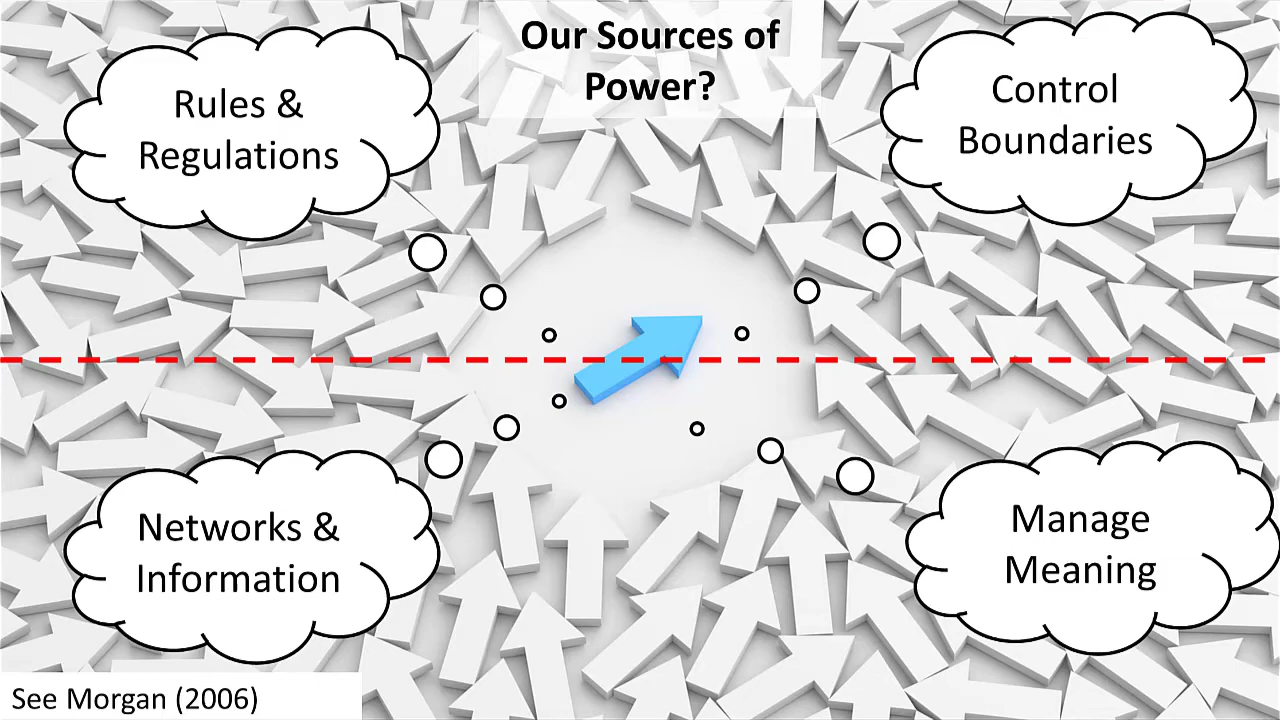 Our Sources of
Power?
Rules &
Regulations
Control
Boundaries
Networks &
Information
Manage
Meaning
See Morgan (2006)